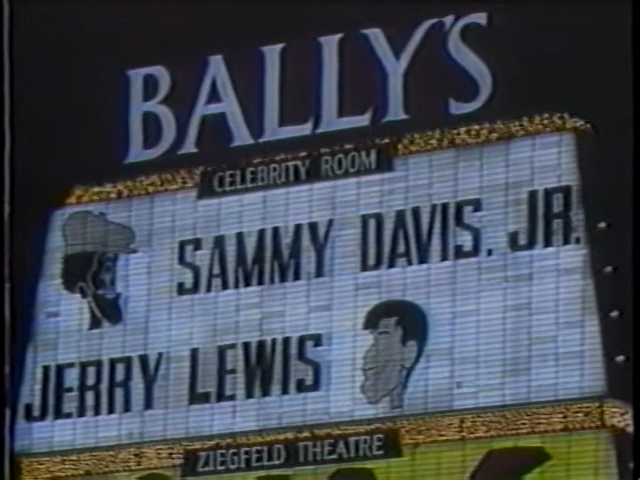 BALLY'S
CELEBRITY ROOM
SAMMY DAVIS, JR.
JERRY LEWIS
ZIEGFELD THEATRE